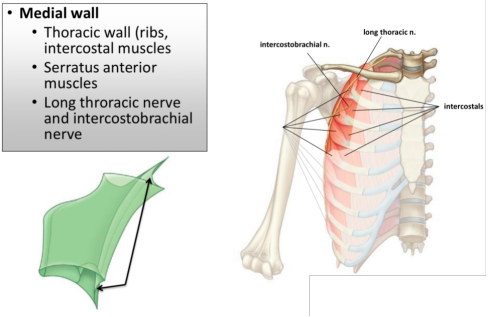 • Medial wall
• Thoracic wall (ribs,
intercostal muscles
• Serratus anterior
muscles
• Long throracic nerve
and intercostobrachial
nerve
long thoracic n.
intercostobrachial n.
intercostals